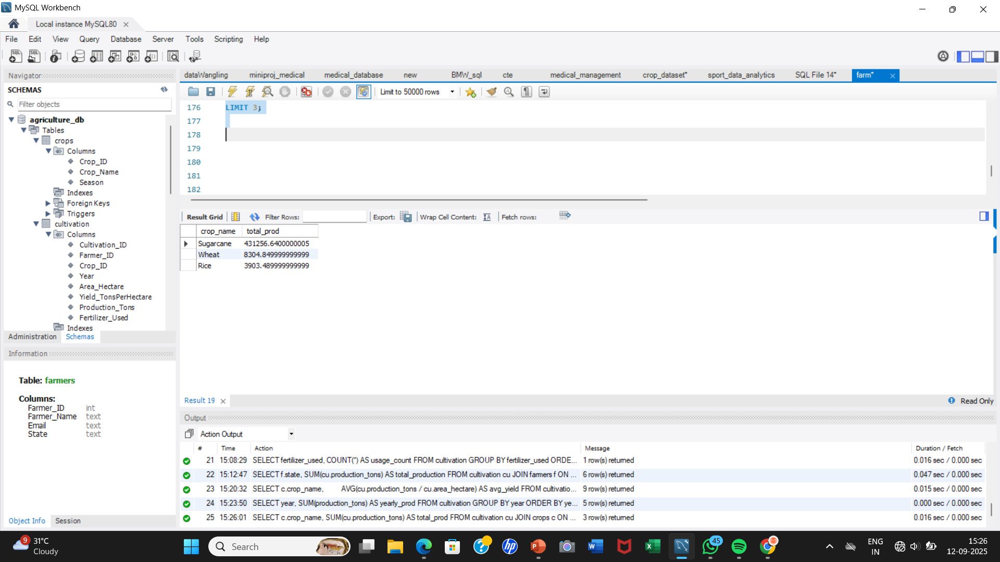 MySQL Workbench
Local instance MySQL80
File Edit View Query Database Server Tools Scripting Help
Navigator
SCHEMAS
Filter objects
agriculture_db
Tables
crops
Columns
Crop_ID
Crop_Name
Season
Indexes
Foreign Keys
Triggers
cultivation
Columns
Cultivation_ID
Farmer_ID
Crop_ID
Year
Area_Hectare
Yield_TonsPerHectare
Production_Tons
Fertilizer_Used
Indexes
Administration Schemas
Information
Table: farmers
Columns:
Farmer_ID int
Farmer_Name text
Email text
State text
Object Info Session
dataWangling miniproj_medical medical_database new BMW_sql cte medical_management crop_dataset* sport_data_analytics SQL File 14* farm*
Limit to 50000 rows
176 LIMIT 3;
177
178
179
180
181
182
Result Grid Filter Rows: Export: Wrap Cell Content: Fetch rows:
crop_name total_prod
Sugarcane 431256.6400000005
Wheat 8304.849999999999
Rice 3903.489999999999
Result 19 Read Only
Output
Action Output
# Time Action Message Duration / Fetch
21 15:08:29 SELECT fertilizer_used, COUNT(*) AS usage_count FROM cultivation GROUP BY fertilizer_used ORDE... 1 row(s) returned 0.016 sec / 0.000 sec
22 15:12:47 SELECT f.state, SUM(cu.production_tons) AS total_production FROM cultivation cu JOIN farmers f ON ... 6 row(s) returned 0.047 sec / 0.000 sec
23 15:20:32 SELECT c.crop_name, AVG(cu.production_tons / cu.area_hectare) AS avg_yield FROM cultivatio... 9 row(s) returned 0.015 sec / 0.000 sec
24 15:23:50 SELECT year, SUM(production_tons) AS yearly_prod FROM cultivation GROUP BY year ORDER BY ye... 5 row(s) returned 0.000 sec / 0.000 sec
25 15:26:01 SELECT c.crop_name, SUM(cu.production_tons) AS total_prod FROM cultivation cu JOIN crops c ON ... 3 row(s) returned 0.016 sec / 0.000 sec
9 31°C
Cloudy
Search
45
ENG
IN
15:26
12-09-2025